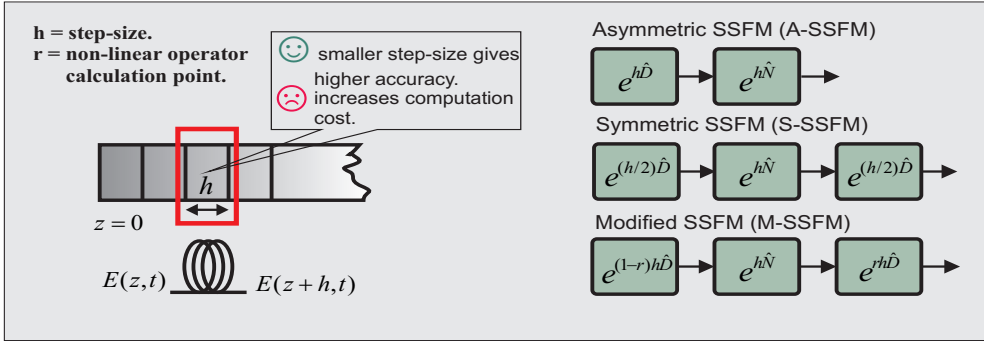 h = step-size.
r = non-linear operator
calculation point.
smaller step-size gives
higher accuracy.
increases computation
cost.
h
z = 0
E(z,t)
E(z+h,t)
Asymmetric SSFM (A-SSFM)
e^{hD̂} e^{hN̂}
Symmetric SSFM (S-SSFM)
e^{(h/2)D̂} e^{hN̂} e^{(h/2)D̂}
Modified SSFM (M-SSFM)
e^{(1−r)hD̂} e^{hN̂} e^{rhD̂}